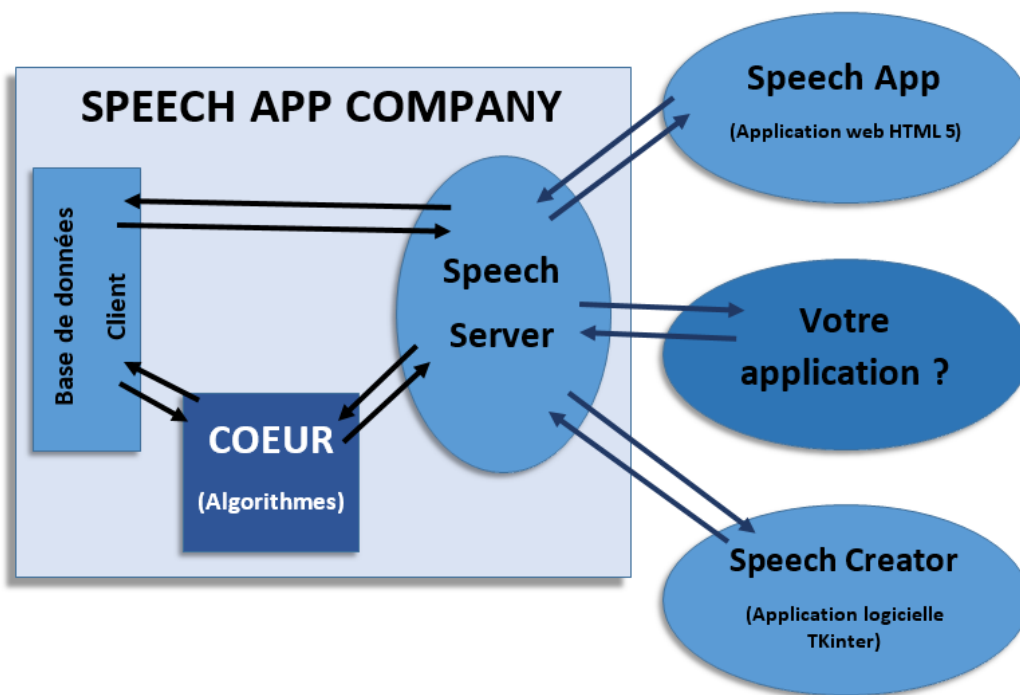 SPEECH APP COMPANY
Base de données
Client
COEUR
(Algorithmes)
Speech
Server
Speech App
(Application web HTML 5)
Votre
application ?
Speech Creator
(Application logicielle
TKinter)